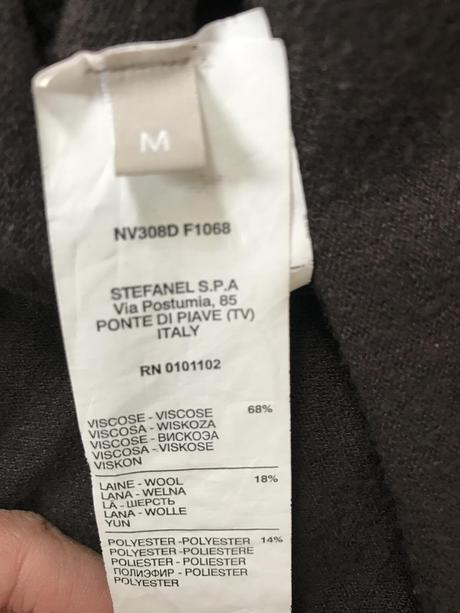 M
NV308D F1068
STEFANEL S.P.A
Via Postumia, 85
PONTE DI PIAVE (TV)
ITALY
RN 0101102
VISCOSE - VISCOSE 68%
VISCOSA - WISKOZA
VISCOSE - ВИСКОЭА
VISCOSA - VISKOSE
VISKON
LAINE - WOOL 18%
LANA - WELNA
LÃ - ШЕРСТЬ
LANA - WOLLE
YUN
POLYESTER -POLYESTER 14%
POLYESTER -POLIESTERE
POLIESTER - POLIESTER
ПОЛИЭФИР - POLYESTER
POLYESTER